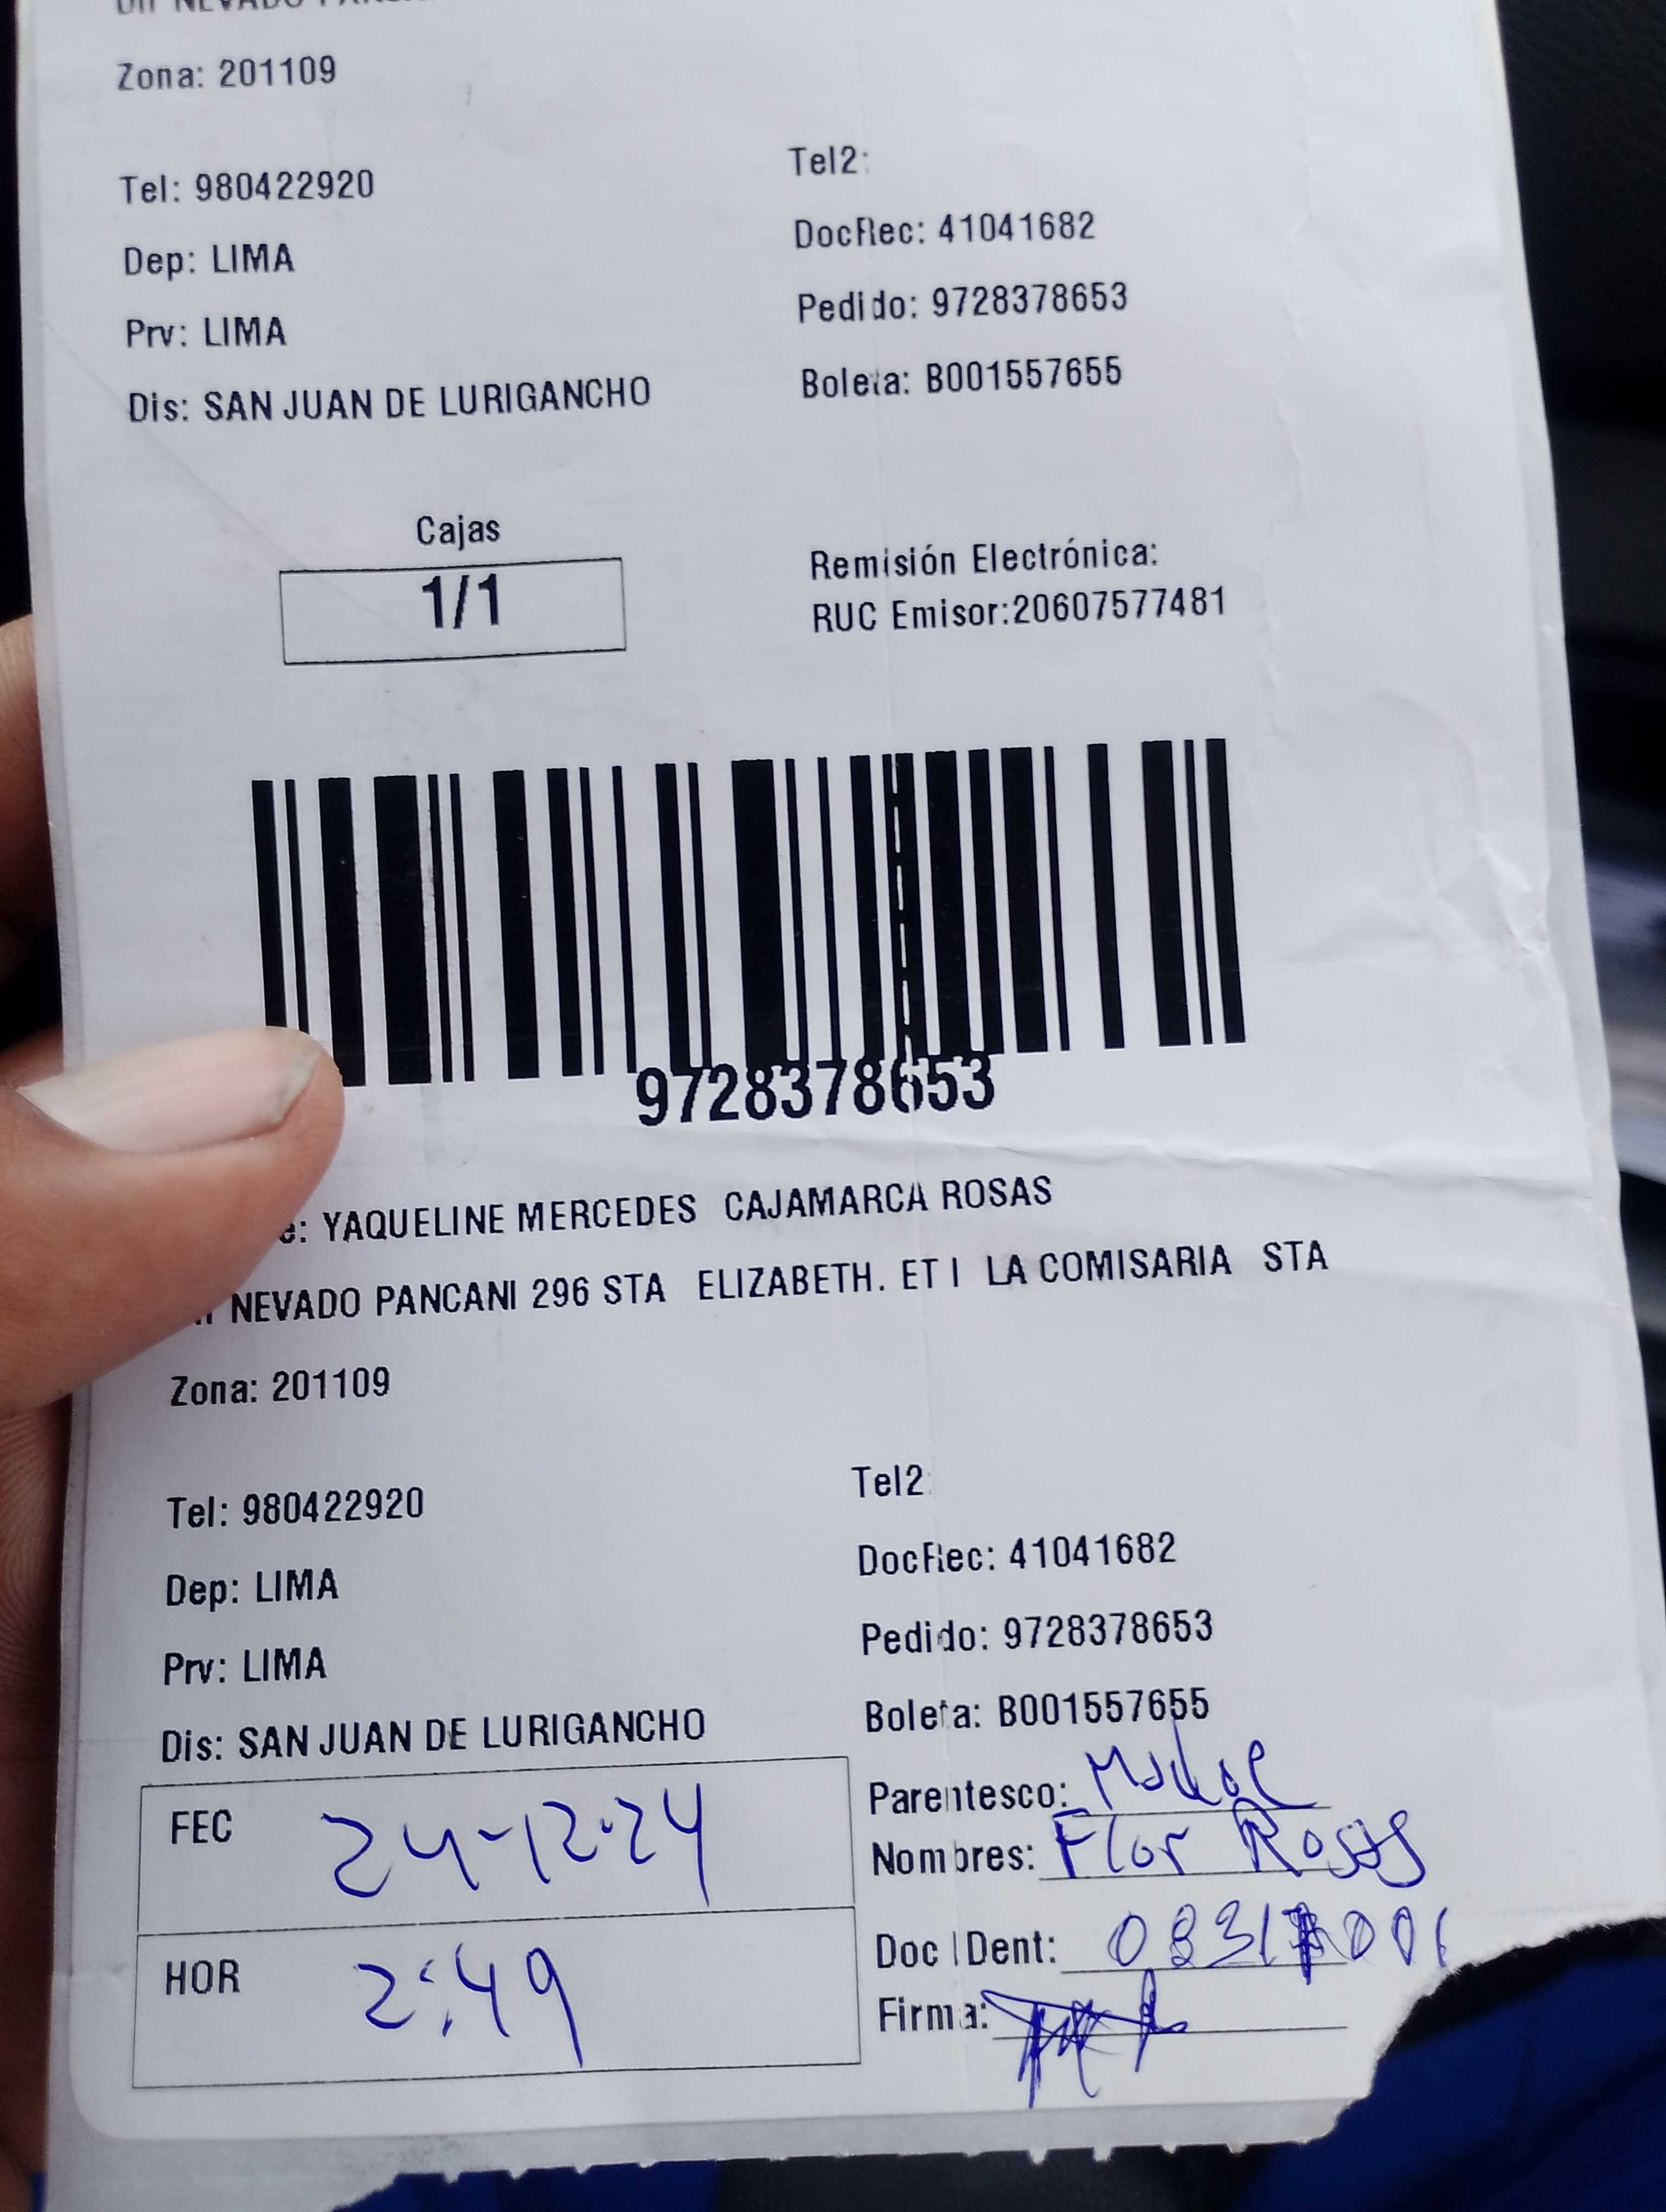 Zona: 201109
Tel: 980422920
Tel2:
Dep: LIMA
DocRec: 41041682
Prv: LIMA
Pedido: 9728378653
Dis: SAN JUAN DE LURIGANCHO
Boleta: B001557655
Cajas
1/1
Remisión Electrónica:
RUC Emisor:20607577481
9728378653
e: YAQUELINE MERCEDES CAJAMARCA ROSAS
NEVADO PANCANI 296 STA ELIZABETH. ET I LA COMISARIA STA
Zona: 201109
Tel: 980422920
Tel2
Dep: LIMA
DocRec: 41041682
Prv: LIMA
Pedido: 9728378653
Dis: SAN JUAN DE LURIGANCHO
Boleta: B001557655
FEC 24-12-24
Parentesco: Madre
Nombres: Flor Rosas
HOR 2:49
Doc IDent:
Firma: